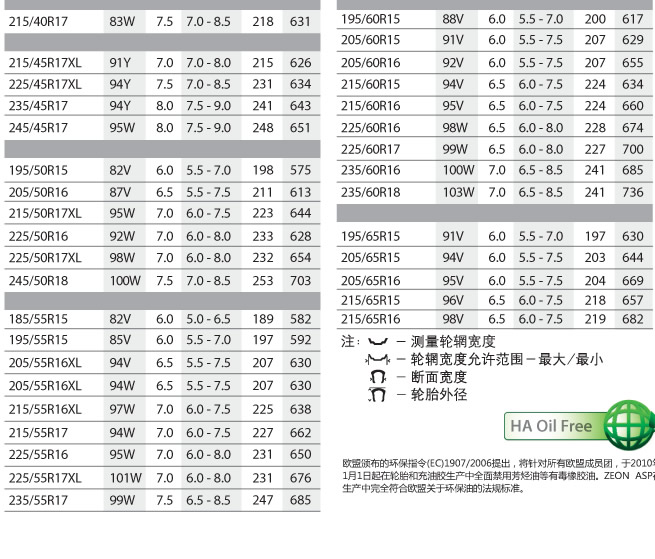 215/40R17 83W 7.5 7.0 - 8.5 218 631
215/45R17XL 91Y 7.0 7.0 - 8.0 215 626
225/45R17XL 94Y 7.5 7.0 - 8.5 231 634
235/45R17 94Y 8.0 7.5 - 9.0 241 643
245/45R17 95W 8.0 7.5 - 9.0 248 651
195/50R15 82V 6.0 5.5 - 7.0 198 575
205/50R16 87V 6.5 5.5 - 7.5 211 613
215/50R17XL 95W 7.0 6.0 - 7.5 223 644
225/50R16 92W 7.0 6.0 - 8.0 233 628
225/50R17XL 98W 7.0 6.0 - 8.0 232 654
245/50R18 100W 7.5 7.0 - 8.5 253 703
185/55R15 82V 6.0 5.0 - 6.5 189 582
195/55R15 85V 6.0 5.5 - 7.0 197 592
205/55R16XL 94V 6.5 5.5 - 7.5 207 630
205/55R16XL 94W 6.5 5.5 - 7.5 207 630
215/55R16XL 97W 7.0 6.0 - 7.5 225 638
215/55R17 94W 7.0 6.0 - 7.5 227 662
225/55R16 95W 7.0 6.0 - 8.0 231 650
225/55R17XL 101W 7.0 6.0 - 8.0 231 676
235/55R17 99W 7.5 6.5 - 8.5 247 685
195/60R15 88V 6.0 5.5 - 7.0 200 617
205/60R15 91V 6.0 5.5 - 7.5 207 629
205/60R16 92V 6.0 5.5 - 7.5 207 655
215/60R15 94V 6.5 6.0 - 7.5 224 634
215/60R16 95V 6.5 6.0 - 7.5 224 660
225/60R16 98W 6.5 6.0 - 8.0 228 674
225/60R17 99W 6.5 6.0 - 8.0 227 700
235/60R16 100W 7.0 6.5 - 8.5 241 685
235/60R18 103W 7.0 6.5 - 8.5 241 736
195/65R15 91V 6.0 5.5 - 7.0 197 630
205/65R15 94V 6.0 5.5 - 7.5 203 644
205/65R16 95V 6.0 5.5 - 7.5 204 669
215/65R15 96V 6.5 6.0 - 7.5 218 657
215/65R16 98V 6.5 6.0 - 7.5 219 682
注: – 测量轮辋宽度
– 轮辋宽度允许范围－最大/最小
– 断面宽度
– 轮胎外径
HA Oil Free
欧盟颁布的环保指令(EC)1907/2006提出，将针对所有欧盟成员团，于2010年
1月1日起在轮胎和充油胶生产中全面禁用芳烃油等有毒橡胶油。ZEON ASP在
生产中完全符合欧盟关于环保油的法规标准。